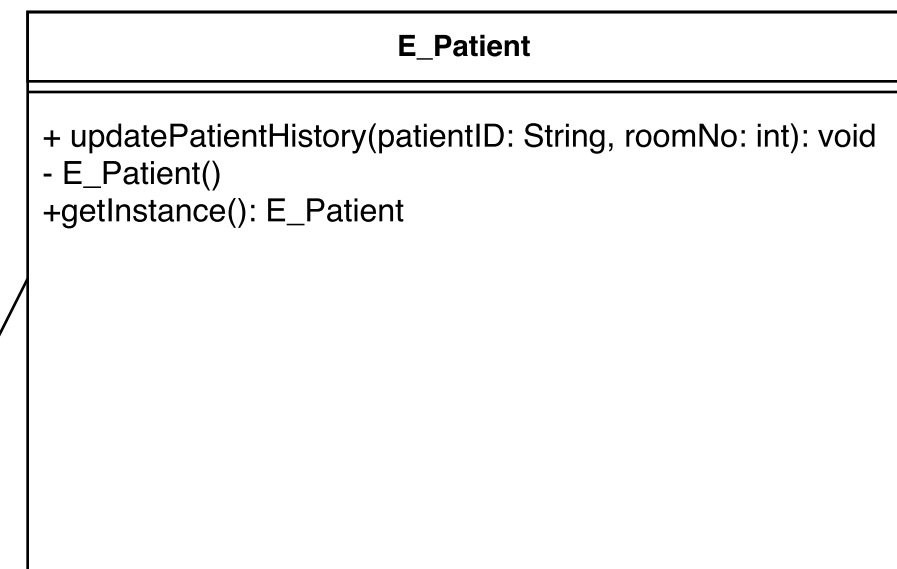 E_Patient
+ updatePatientHistory(patientID: String, roomNo: int): void
- E_Patient()
+getInstance(): E_Patient